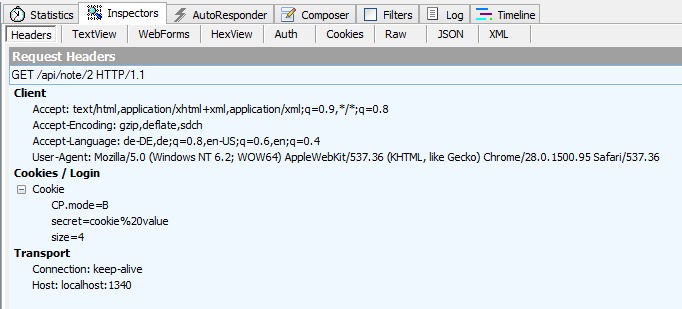 Statistics Inspectors AutoResponder Composer Filters Log Timeline
Headers TextView WebForms HexView Auth Cookies Raw JSON XML
Request Headers
GET /api/note/2 HTTP/1.1
Client
Accept: text/html,application/xhtml+xml,application/xml;q=0.9,*/*;q=0.8
Accept-Encoding: gzip,deflate,sdch
Accept-Language: de-DE,de;q=0.8,en-US;q=0.6,en;q=0.4
User-Agent: Mozilla/5.0 (Windows NT 6.2; WOW64) AppleWebKit/537.36 (KHTML, like Gecko) Chrome/28.0.1500.95 Safari/537.36
Cookies / Login
Cookie
CP.mode=B
secret=cookie%20value
size=4
Transport
Connection: keep-alive
Host: localhost:1340